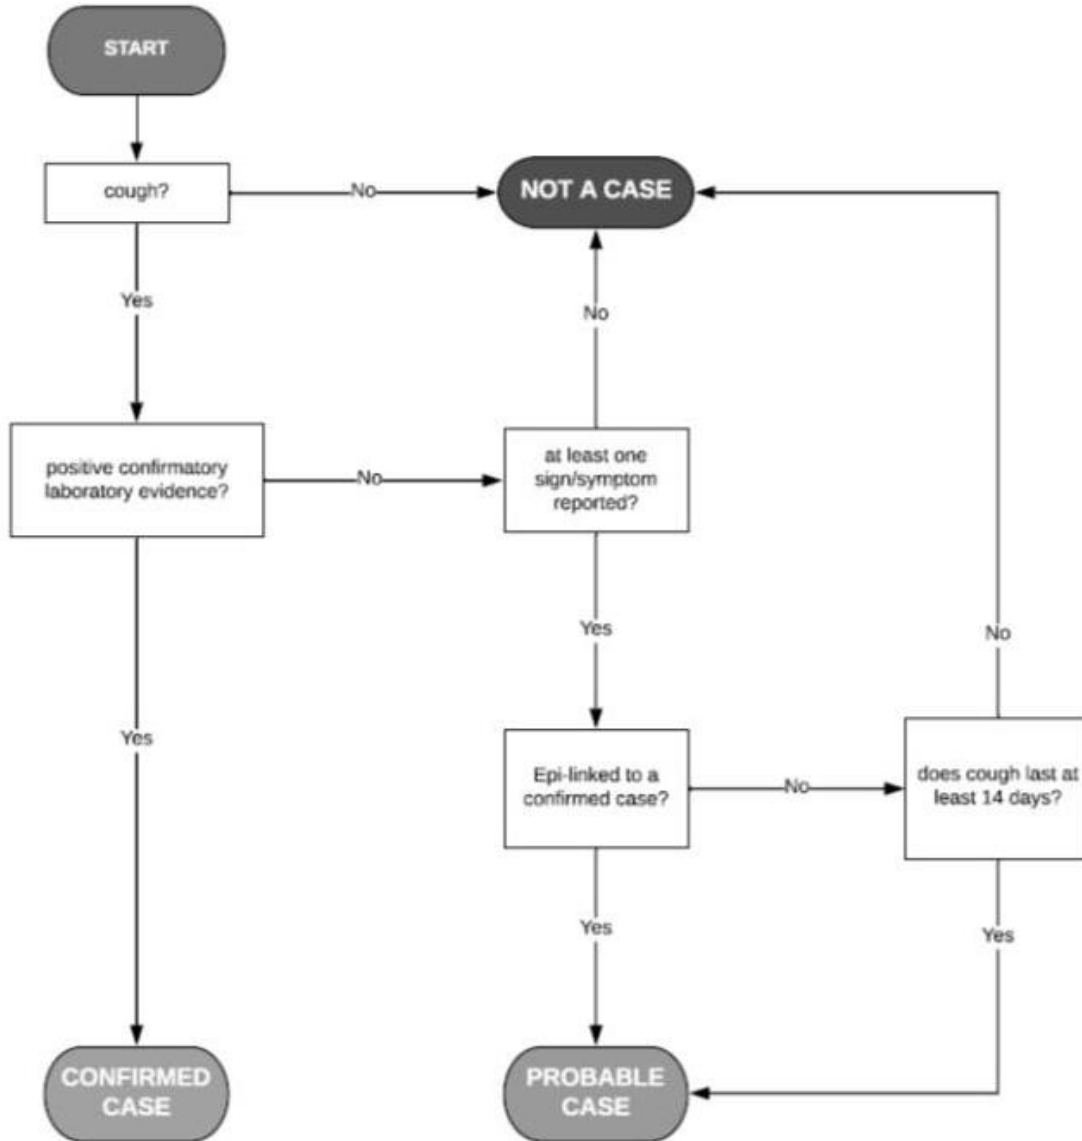 START
cough?
No
NOT A CASE
Yes
No
positive confirmatory
laboratory evidence?
No
at least one
sign/symptom
reported?
Yes
No
Yes
Epi-linked to a
confirmed case?
No
does cough last at
least 14 days?
Yes
Yes
CONFIRMED
CASE
PROBABLE
CASE